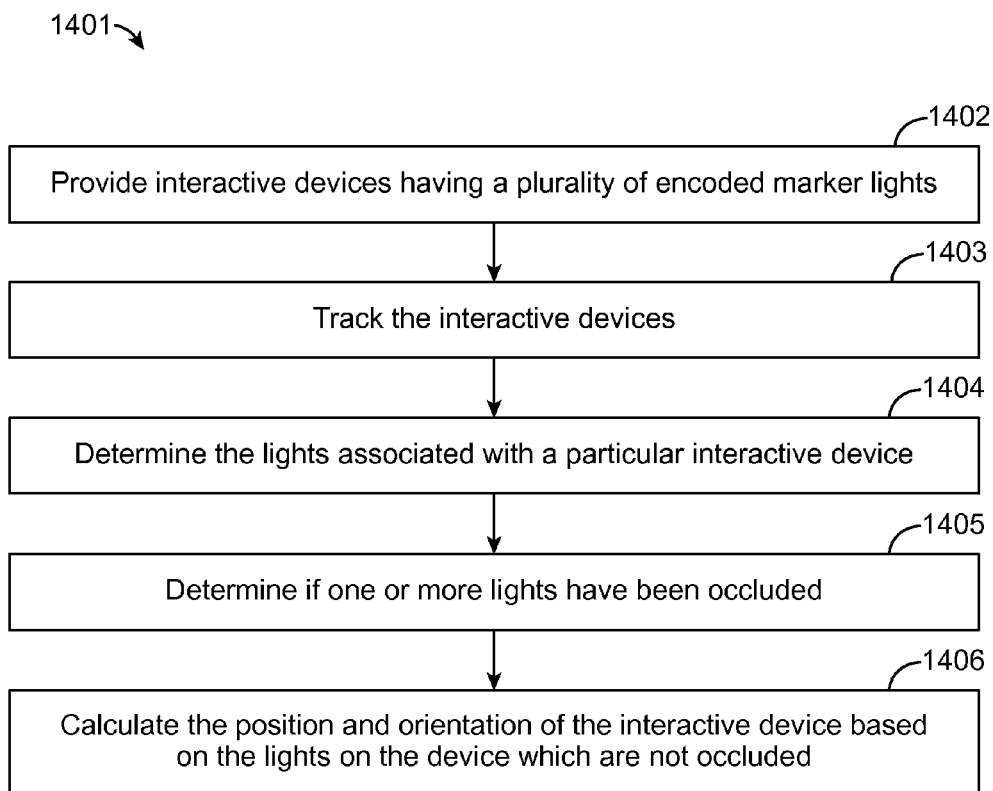 1401
1402
Provide interactive devices having a plurality of encoded marker lights
1403
Track the interactive devices
1404
Determine the lights associated with a particular interactive device
1405
Determine if one or more lights have been occluded
1406
Calculate the position and orientation of the interactive device based
on the lights on the device which are not occluded